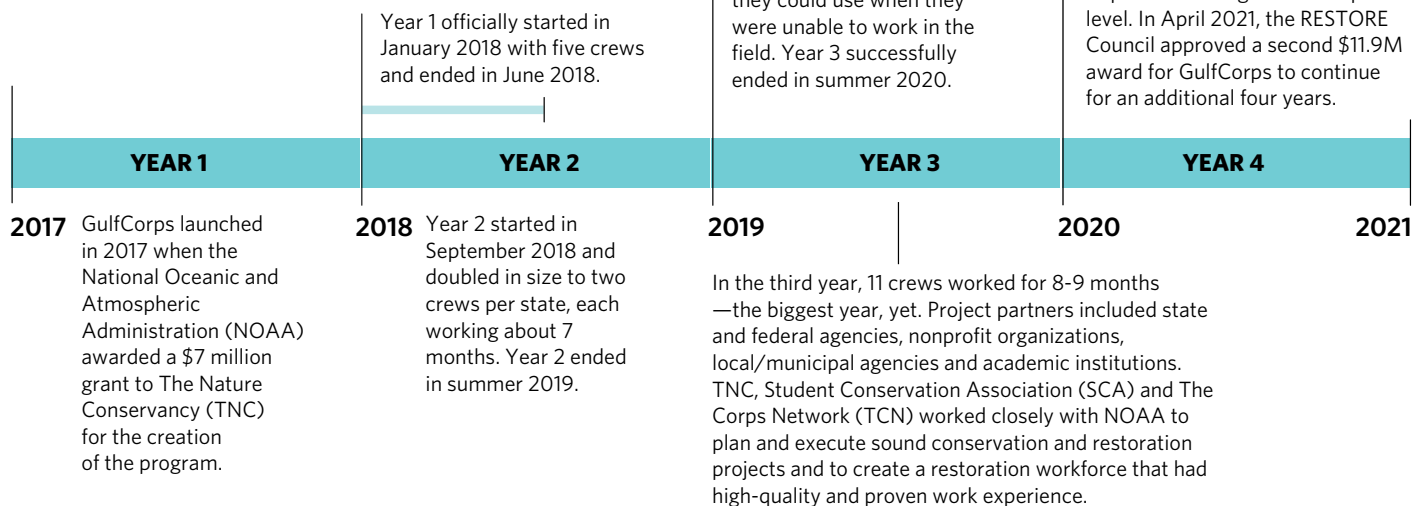 Year 1 officially started in
January 2018 with five crews
and ended in June 2018.
they could use when they
were unable to work in the
field. Year 3 successfully
ended in summer 2020.
level. In April 2021, the RESTORE
Council approved a second $11.9M
award for GulfCorps to continue
for an additional four years.
YEAR 1
YEAR 2
YEAR 3
YEAR 4
2017
GulfCorps launched
in 2017 when the
National Oceanic and
Atmospheric
Administration (NOAA)
awarded a $7 million
grant to The Nature
Conservancy (TNC)
for the creation
of the program.
2018
Year 2 started in
September 2018 and
doubled in size to two
crews per state, each
working about 7
months. Year 2 ended
in summer 2019.
2019
In the third year, 11 crews worked for 8-9 months
—the biggest year, yet. Project partners included state
and federal agencies, nonprofit organizations,
local/municipal agencies and academic institutions.
TNC, Student Conservation Association (SCA) and The
Corps Network (TCN) worked closely with NOAA to
plan and execute sound conservation and restoration
projects and to create a restoration workforce that had
high-quality and proven work experience.
2020
2021